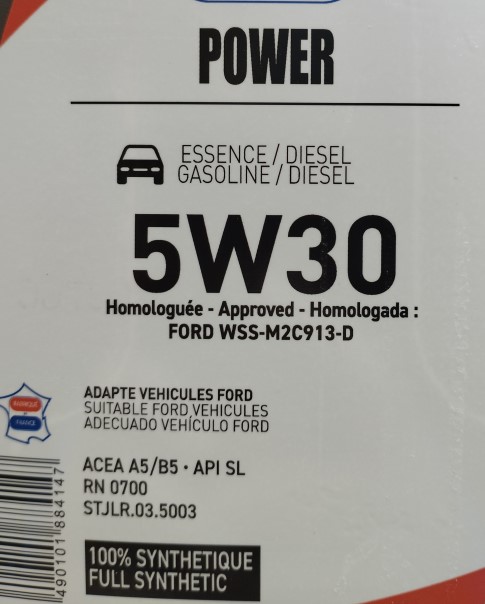 POWER
ESSENCE / DIESEL
GASOLINE / DIESEL
5W30
Homologuée - Approved - Homologada :
FORD WSS-M2C913-D
ADAPTE VEHICULES FORD
SUITABLE FORD VEHICULES
ADECUADO VEHÍCULO FORD
ACEA A5/B5 • API SL
RN 0700
STJLR.03.5003
100% SYNTHETIQUE
FULL SYNTHETIC
490101884147